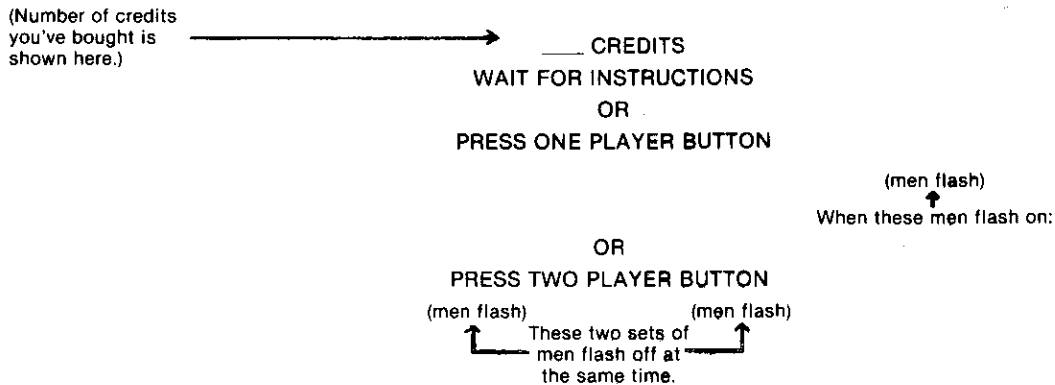 (Number of credits
you've bought is
shown here.)
____ CREDITS
WAIT FOR INSTRUCTIONS
OR
PRESS ONE PLAYER BUTTON
(men flash)
When these men flash on:
OR
PRESS TWO PLAYER BUTTON
(men flash) (men flash)
These two sets of
men flash off at
the same time.